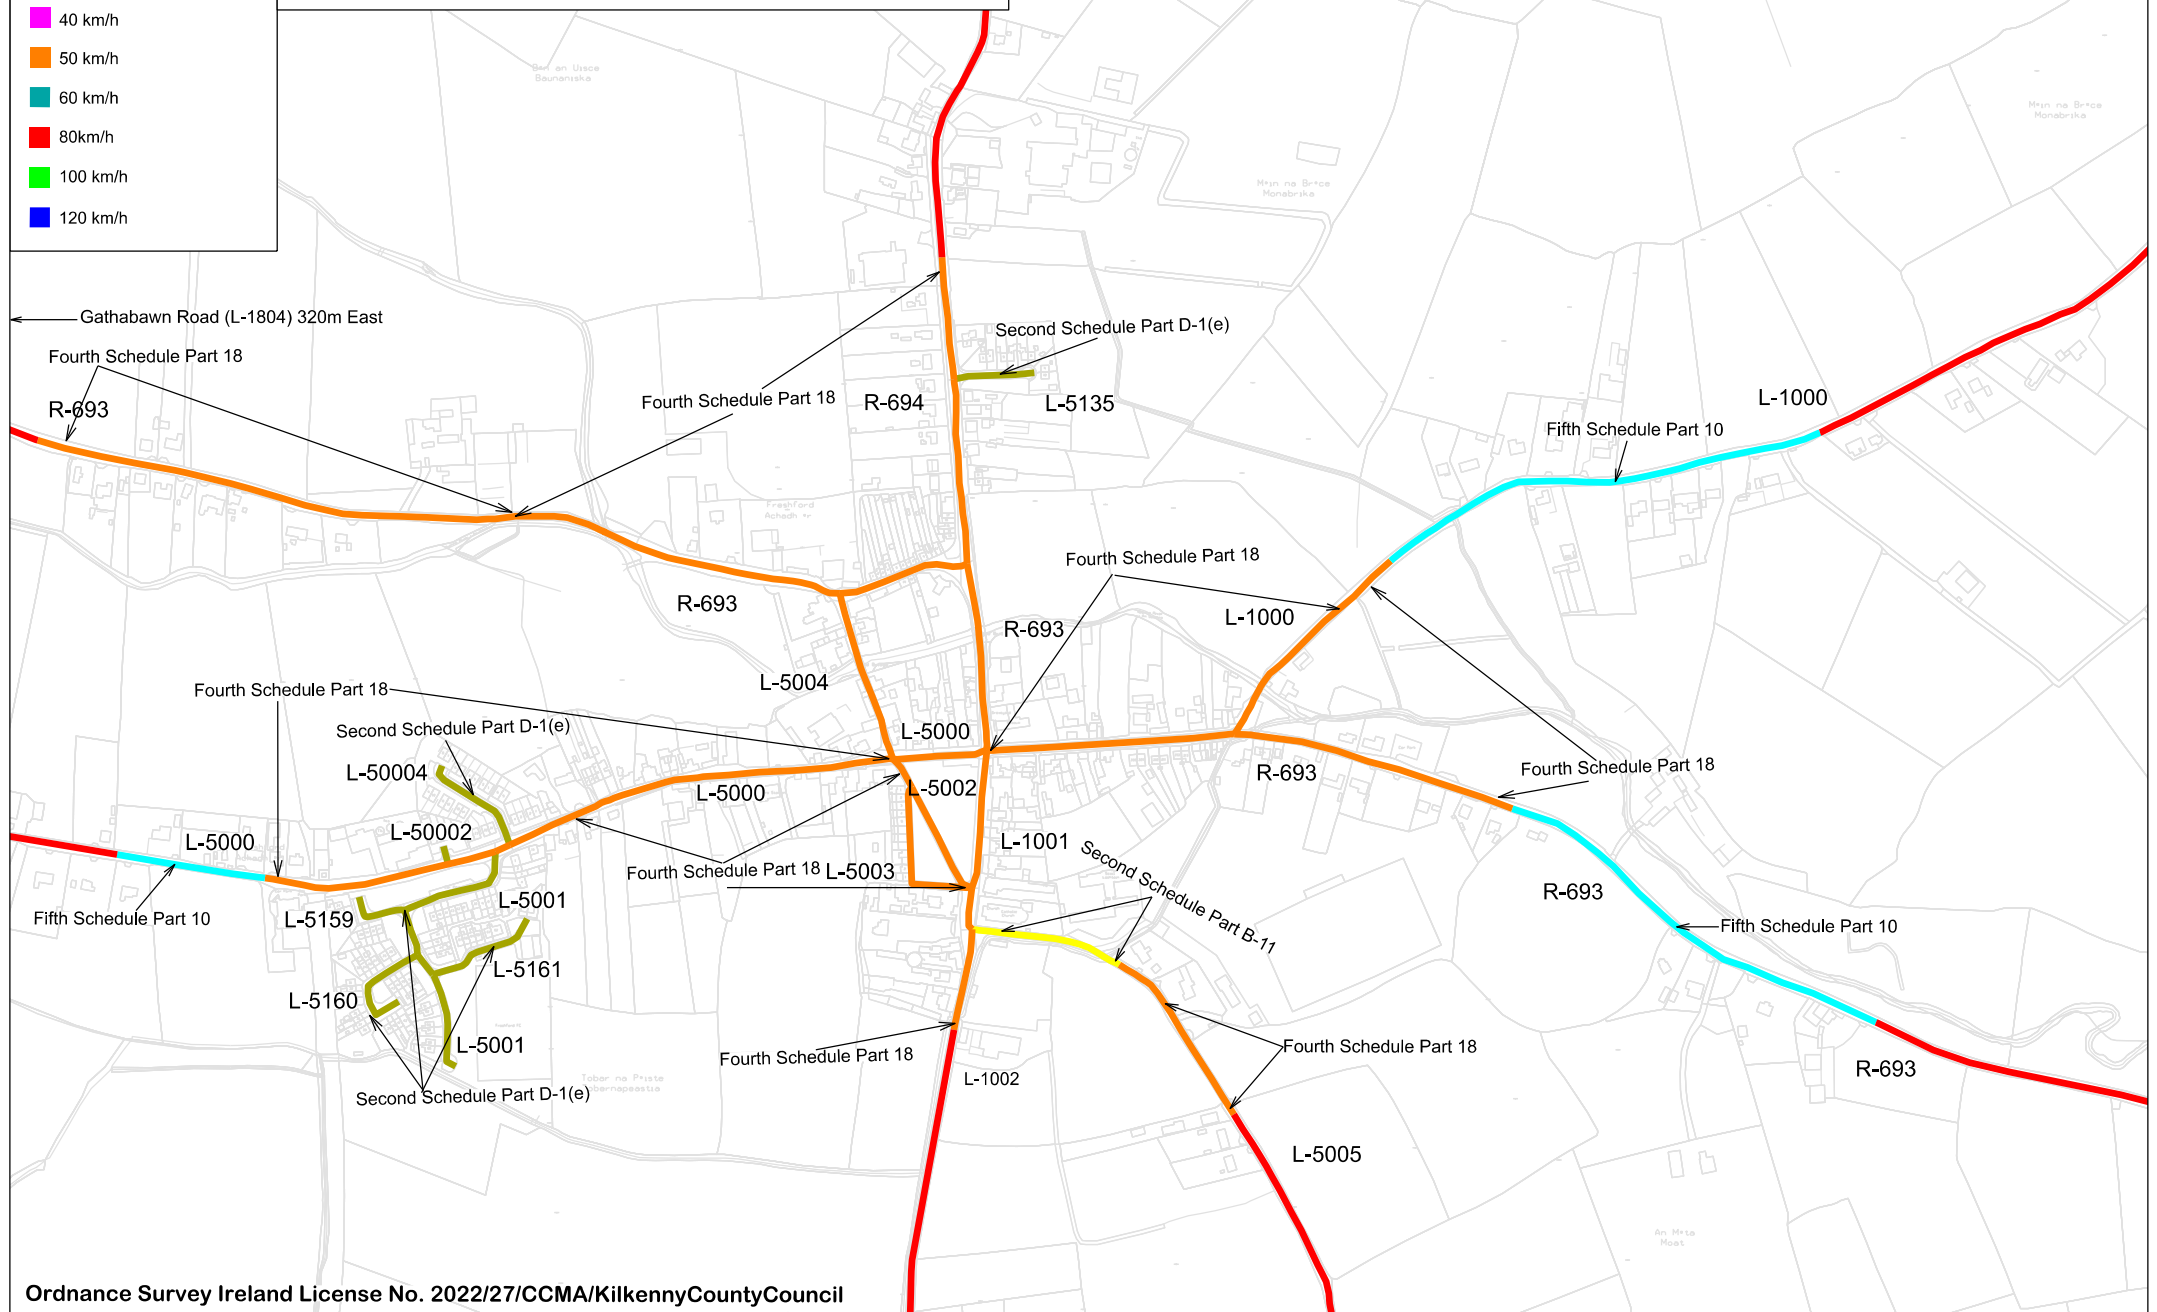 40 km/h
50 km/h
60 km/h
80km/h
100 km/h
120 km/h
Baunaniska
Monabrika
Monabrika
Gathabawn Road (L-1804) 320m East
Fourth Schedule Part 18
R-693
Second Schedule Part D-1(e)
Fourth Schedule Part 18
R-694
L-5135
L-1000
Fifth Schedule Part 10
Freshford
Fourth Schedule Part 18
R-693
L-1000
R-693
L-5004
Fourth Schedule Part 18
Second Schedule Part D-1(e)
L-5000
L-50004
L-5000
L-5002
R-693
Fourth Schedule Part 18
L-50002
L-5000
L-1001
Fourth Schedule Part 18
L-5003
Second Schedule Part B-11
R-693
L-5001
L-5159
Fifth Schedule Part 10
Fifth Schedule Part 10
L-5161
L-5160
L-5001
Fourth Schedule Part 18
Fourth Schedule Part 18
R-693
L-1002
Second Schedule Part D-1(e)
L-5005
Moat
Ordnance Survey Ireland License No. 2022/27/CCMA/KilkennyCountyCouncil